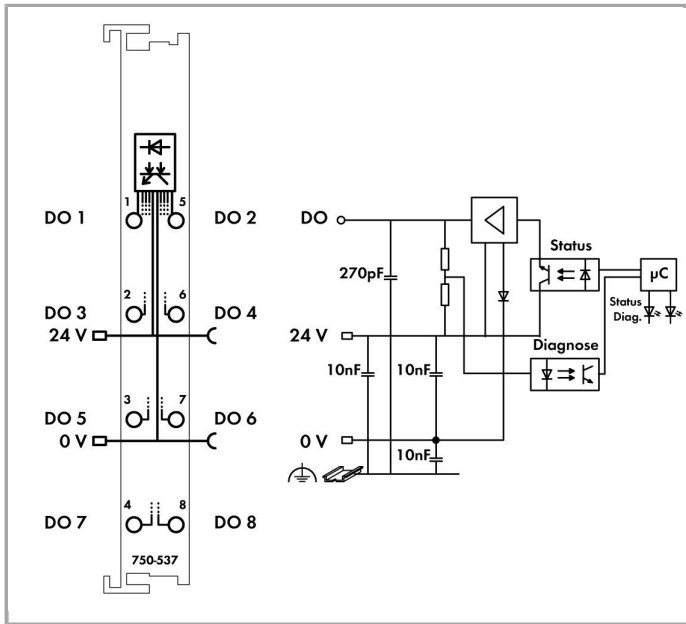 1 5
DO 1 DO 2
2 6
DO 3 DO 4
24 V
3 7
DO 5 DO 6
0 V
4 8
DO 7 DO 8
750-537
DO
Status
270pF
µC
Status
Diag.
24 V
Diagnose
10nF 10nF
0 V
10nF